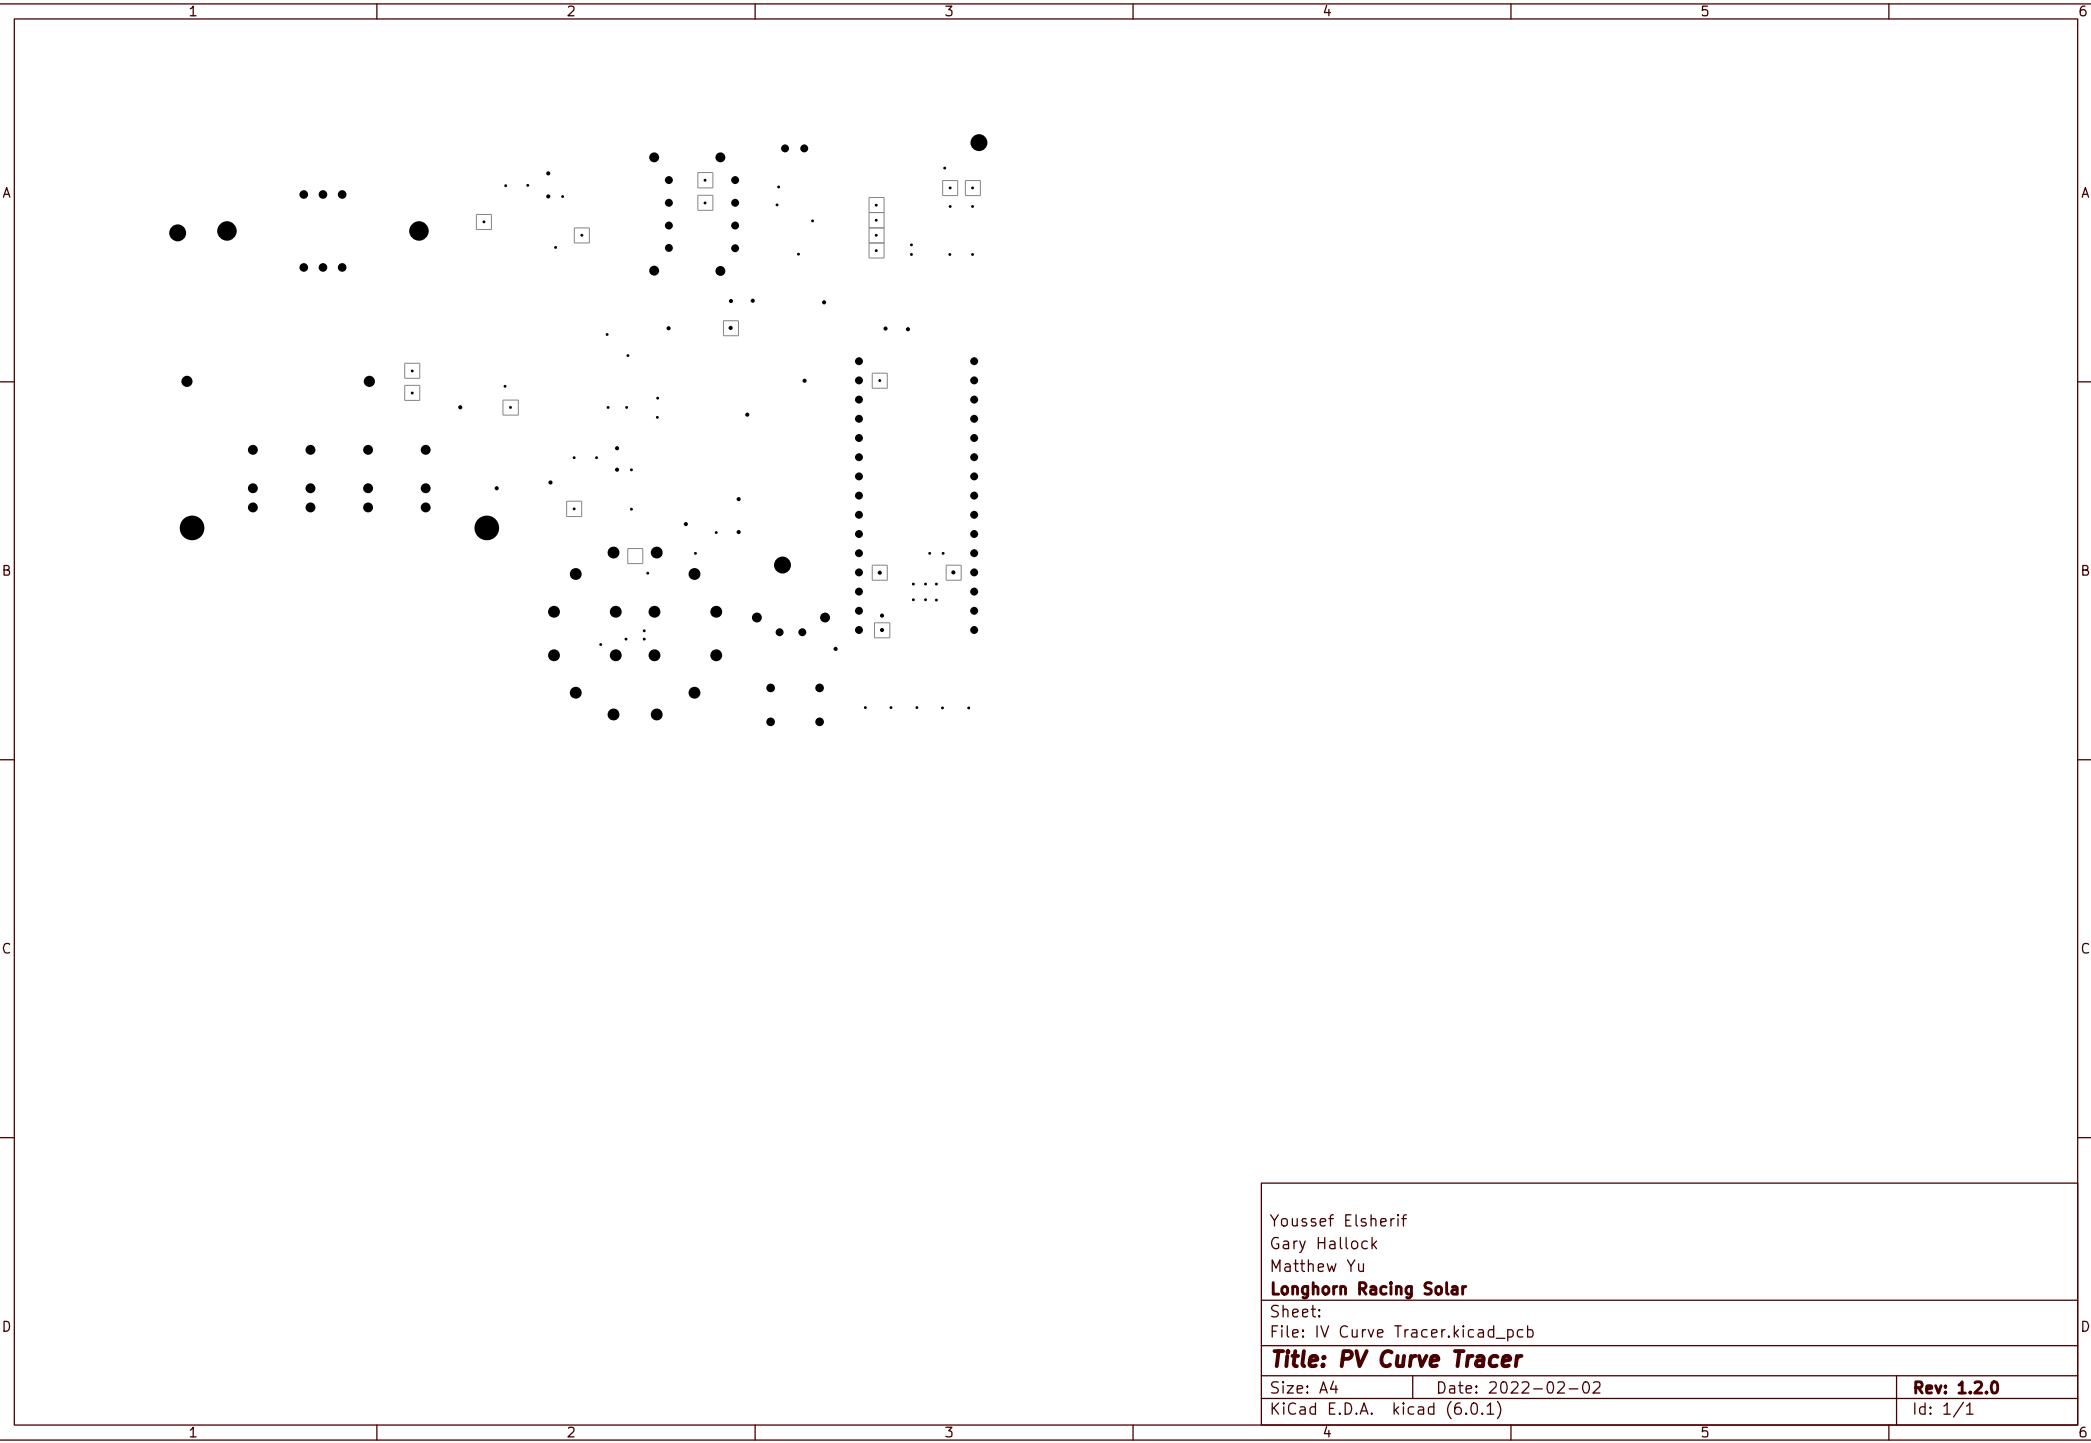 1 2 3 4 5 6
A A
B B
C C
Youssef Elsherif
Gary Hallock
Matthew Yu
Longhorn Racing Solar
Sheet:
D D
File: IV Curve Tracer.kicad_pcb
Title: PV Curve Tracer
Size: A4 Date: 2022-02-02 Rev: 1.2.0
KiCad E.D.A. kicad (6.0.1) Id: 1/1
1 2 3 4 5 6